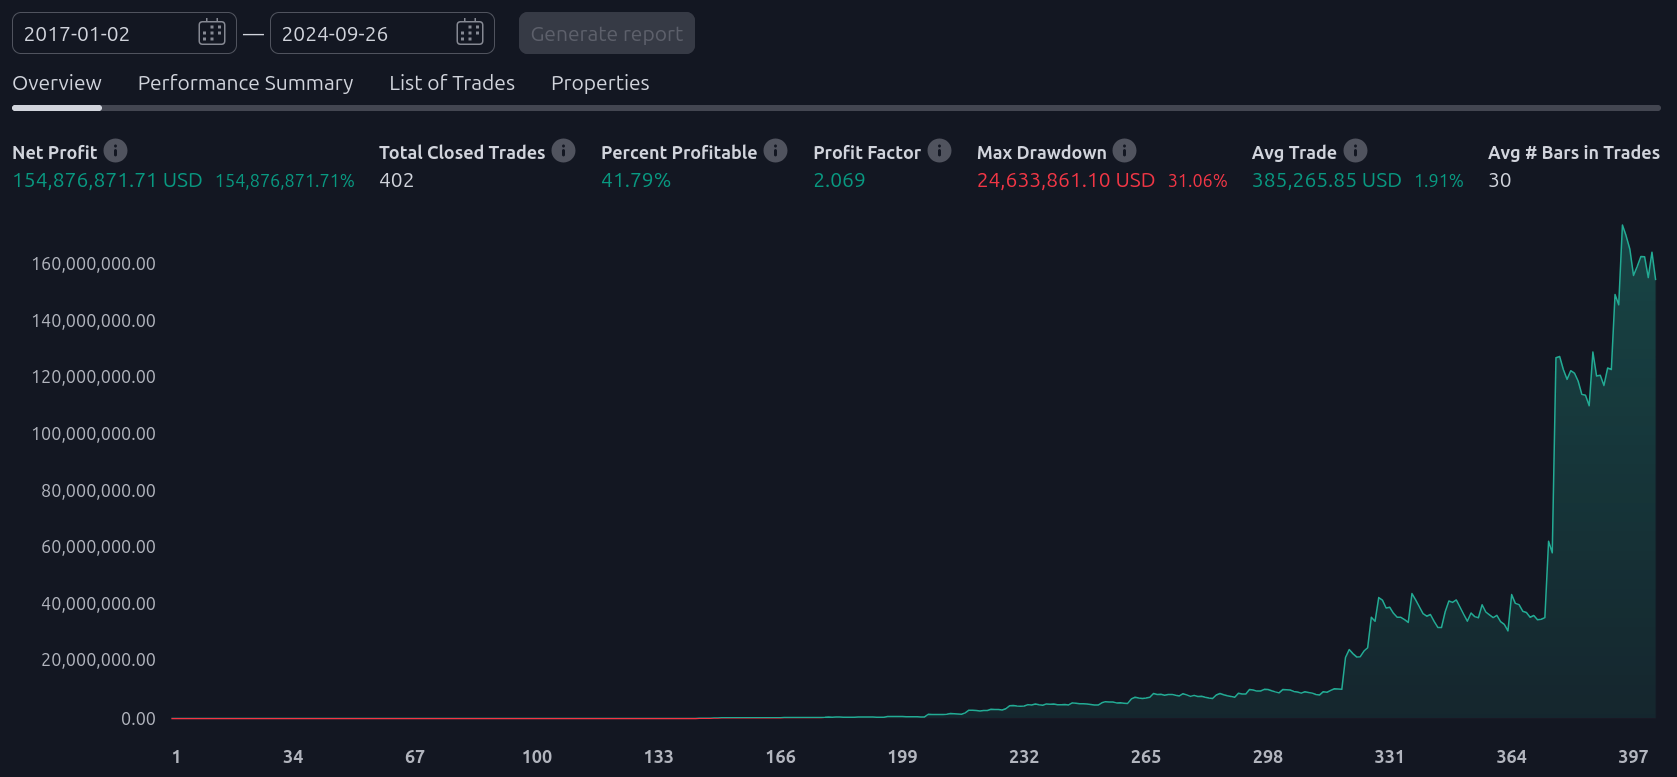 2017-01-02 — 2024-09-26 Generate report
Overview Performance Summary List of Trades Properties
Net Profit Total Closed Trades Percent Profitable Profit Factor Max Drawdown Avg Trade Avg # Bars in Trades
154,876,871.71 USD 154,876,871.71% 402 41.79% 2.069 24,633,861.10 USD 31.06% 385,265.85 USD 1.91% 30
160,000,000.00
140,000,000.00
120,000,000.00
100,000,000.00
80,000,000.00
60,000,000.00
40,000,000.00
20,000,000.00
0.00
1 34 67 100 133 166 199 232 265 298 331 364 397